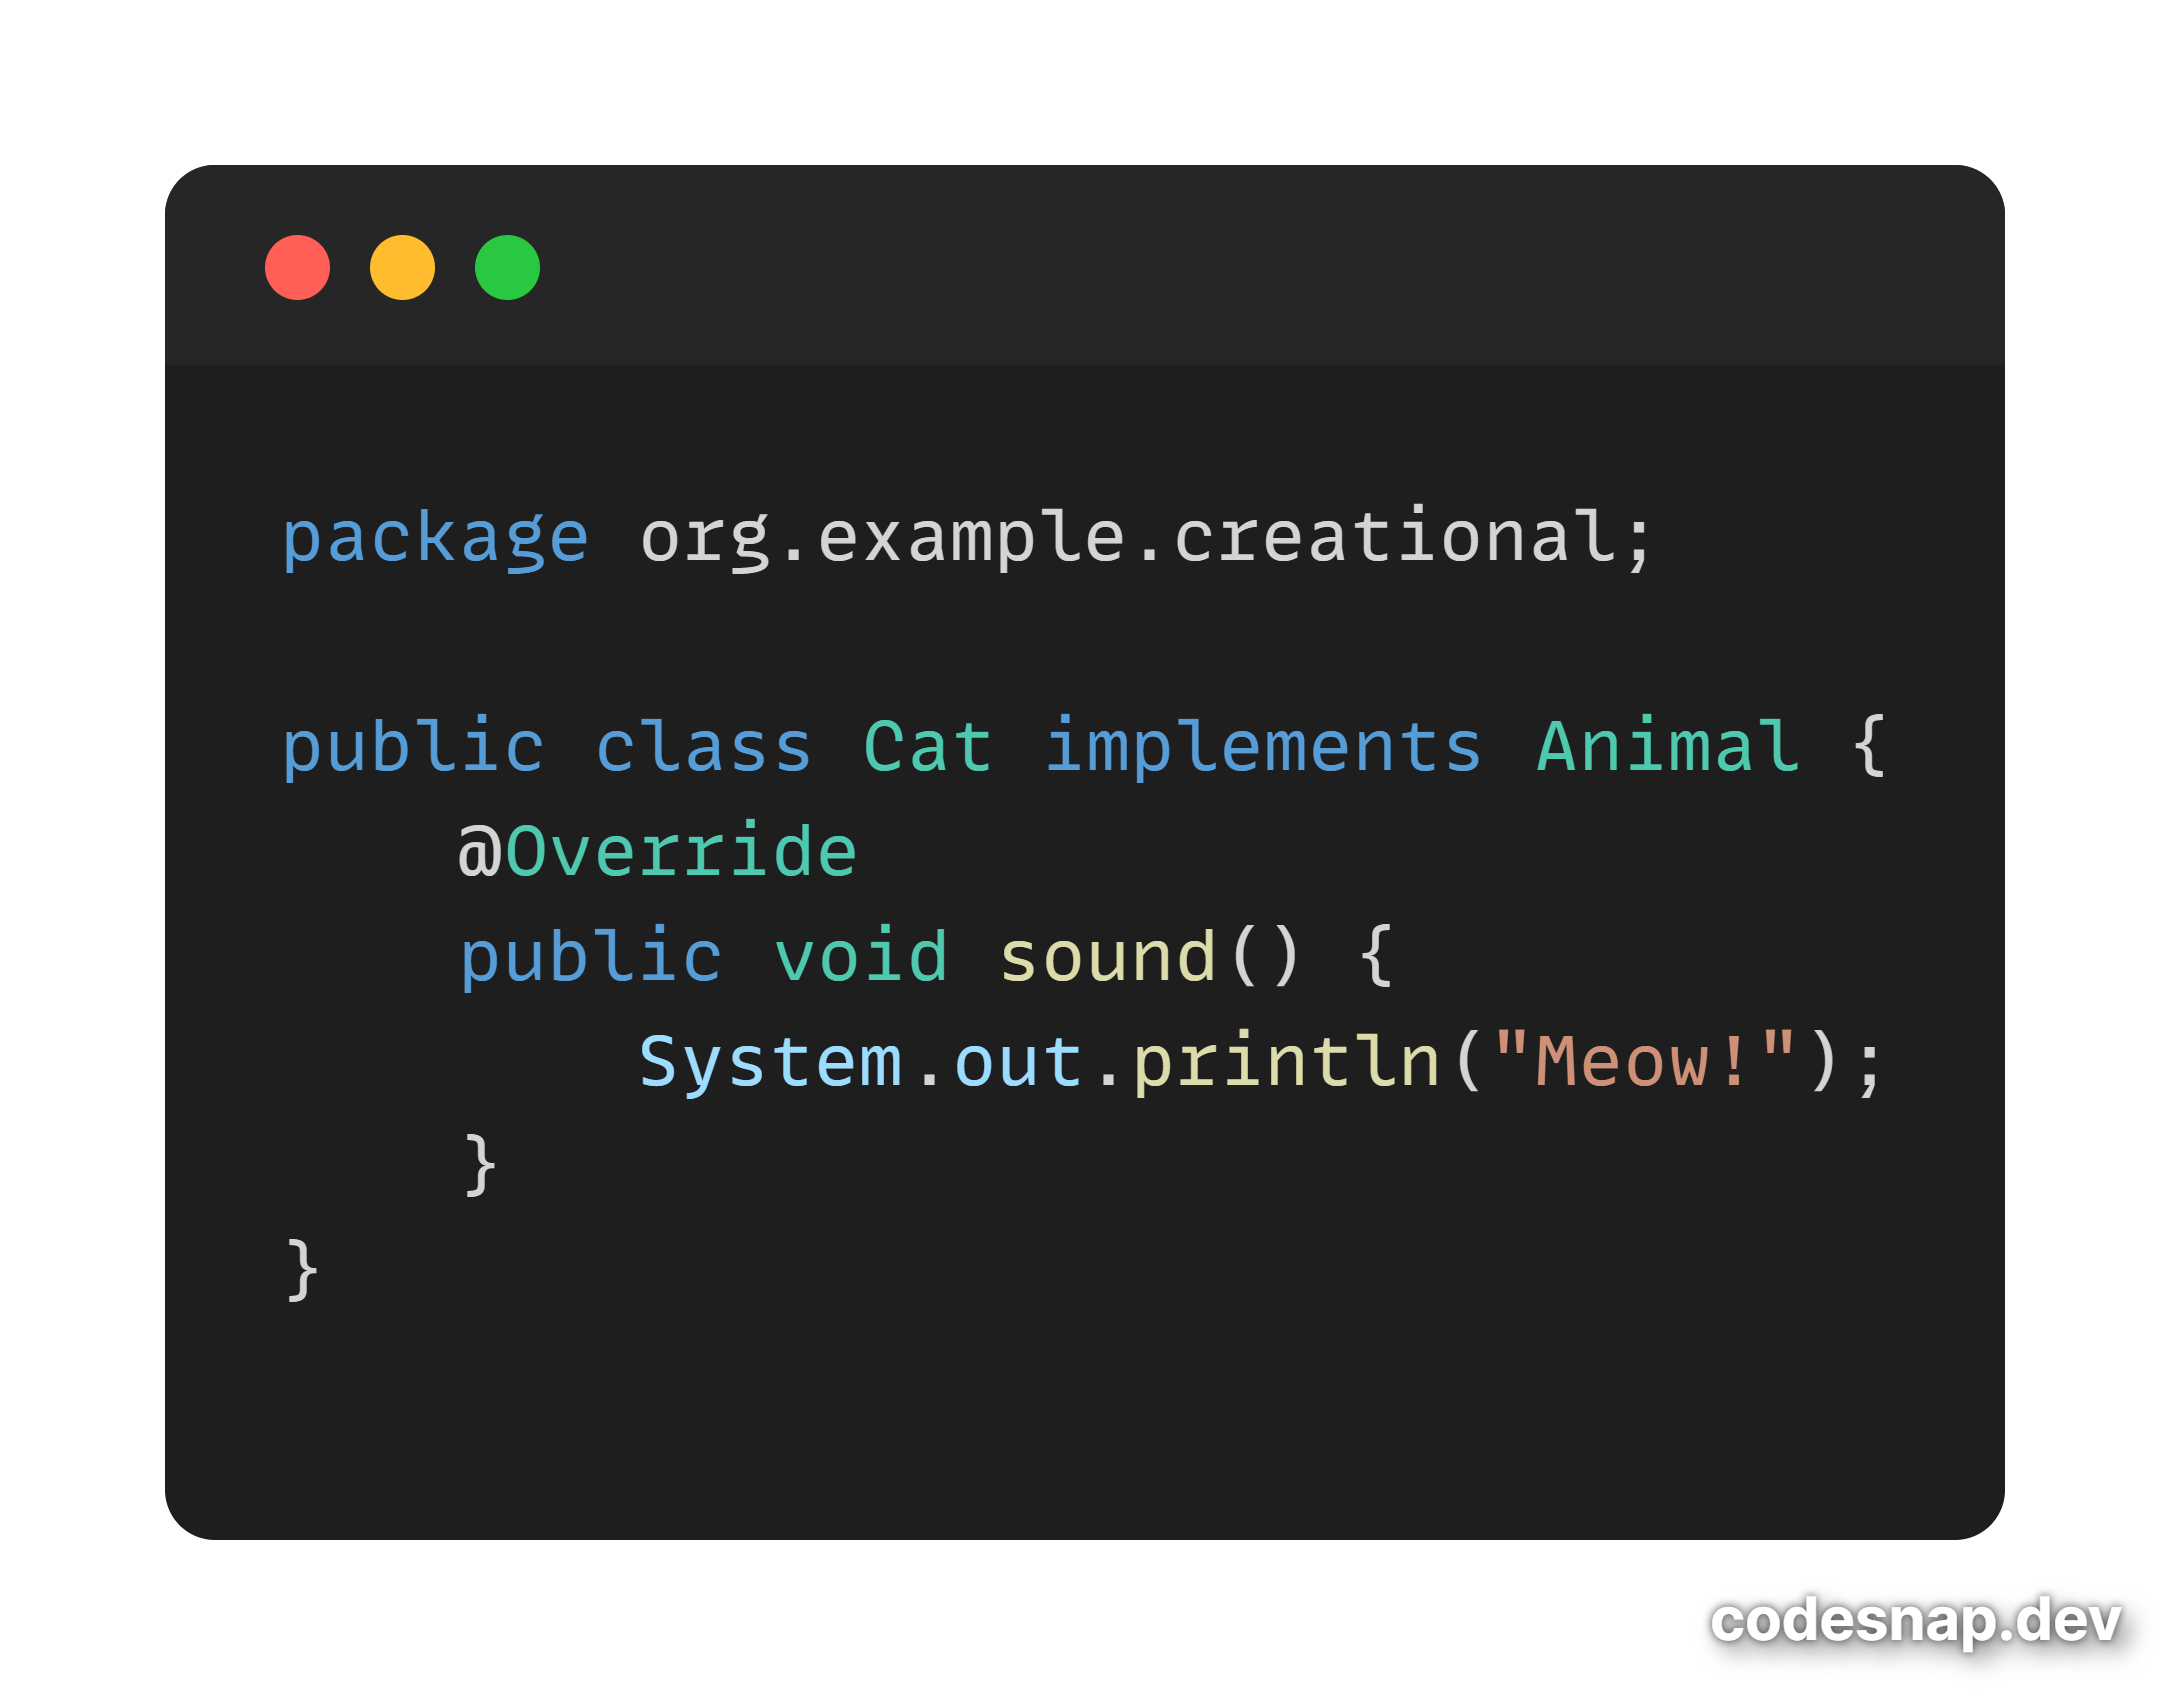 package org.example.creational;

public class Cat implements Animal {
    @Override
    public void sound() {
        System.out.println("Meow!");
    }
}
codesnap.dev